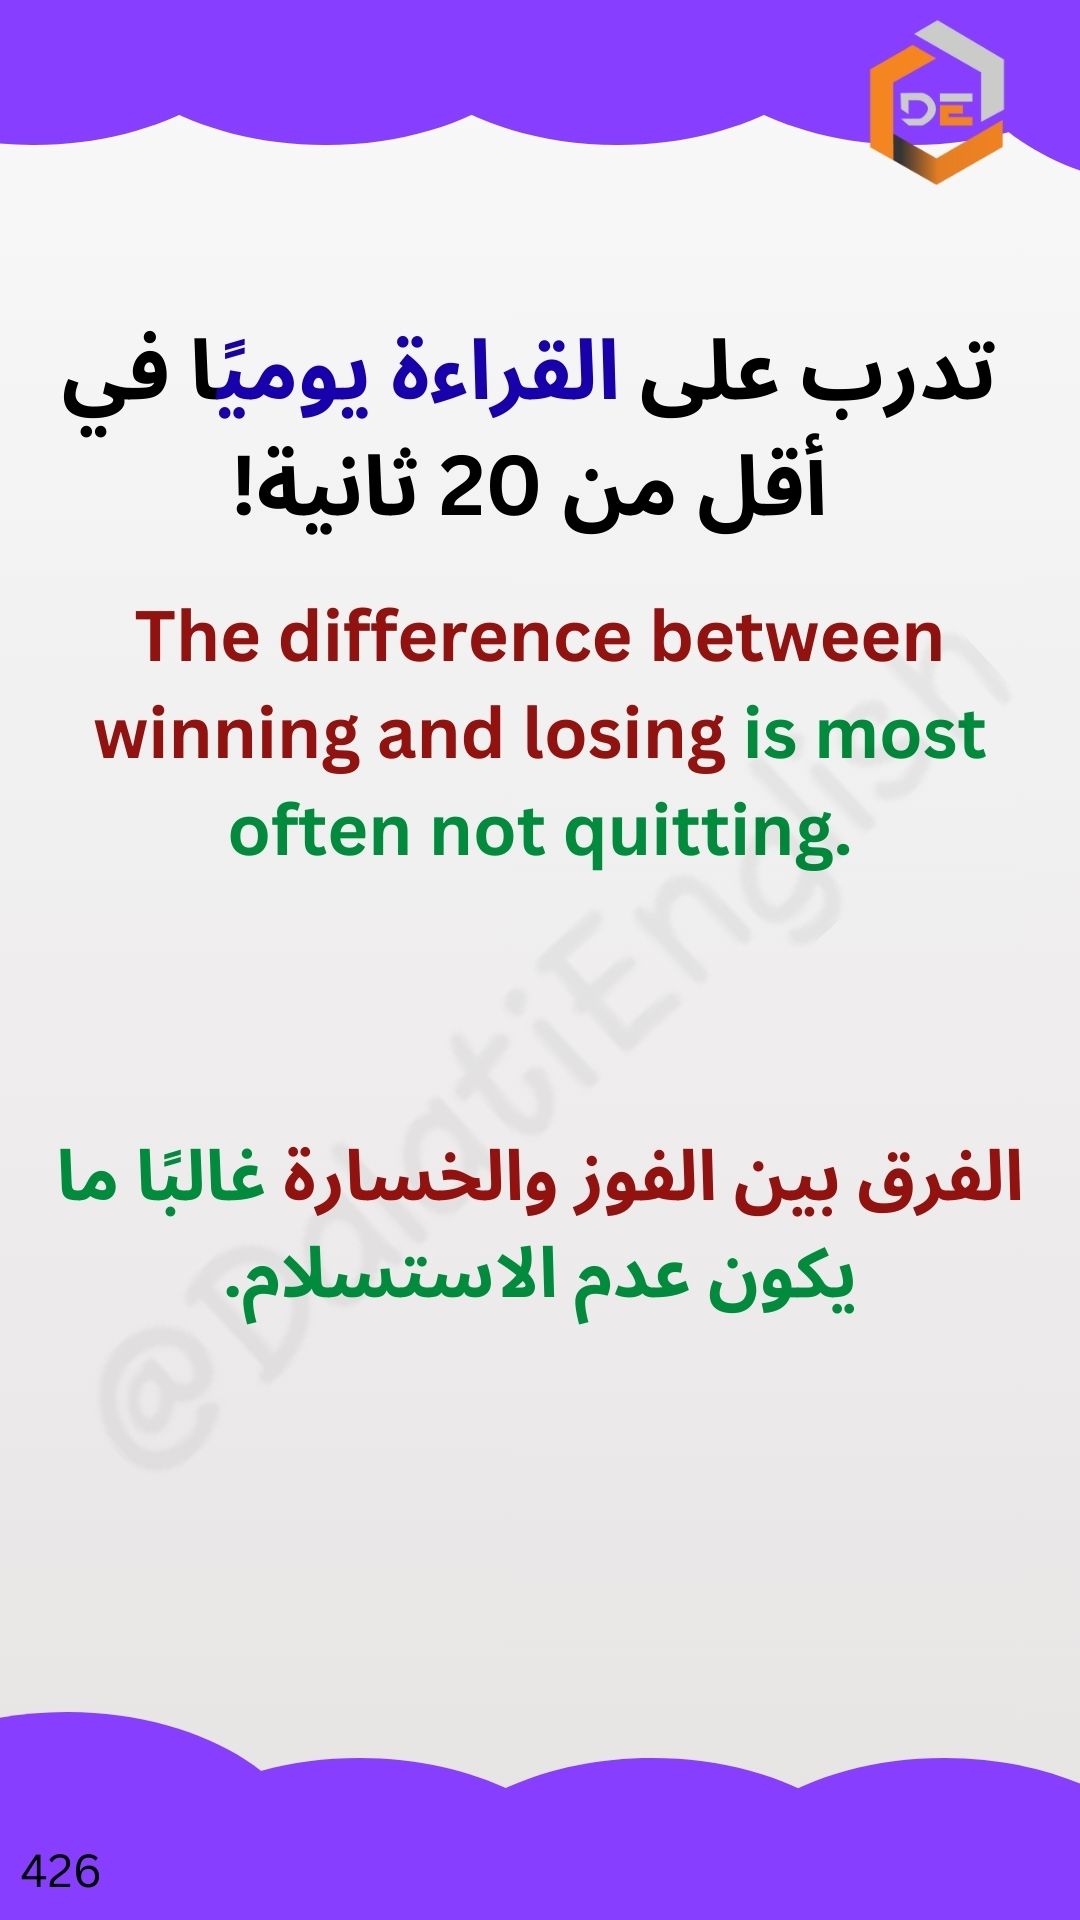 DE
تدرب على القراءة يوميًا في
أقل من 20 ثانية!
The difference between
winning and losing is most
often not quitting.
الفرق بين الفوز والخسارة غالبًا ما
يكون عدم الاستسلام.
@DdatiEnglish
426